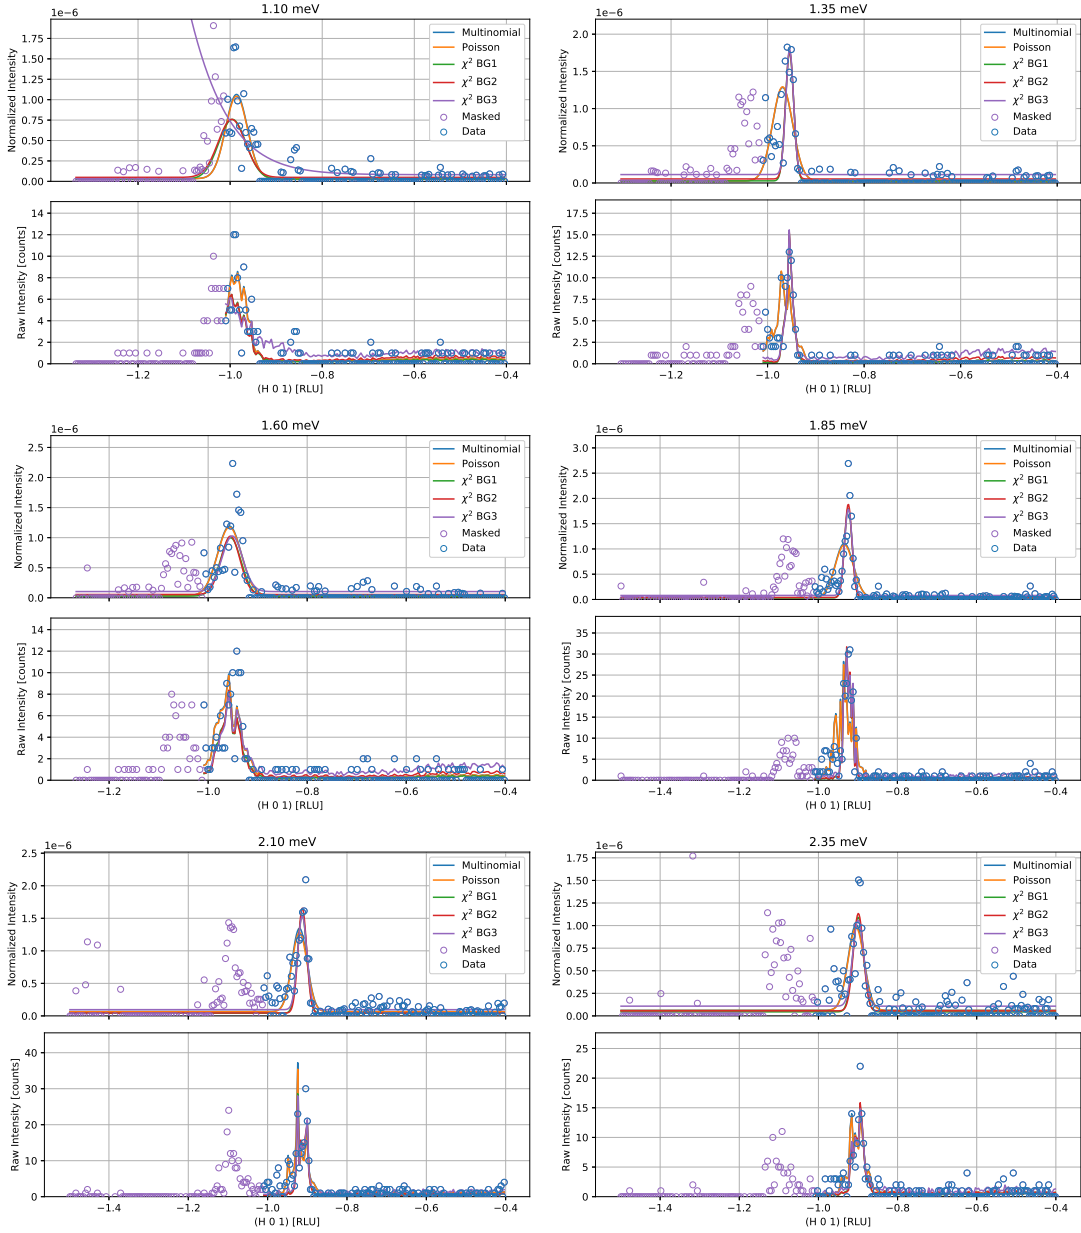 1.10 meV
1e−6
Normalized Intensity
1.75
1.50
1.25
1.00
0.75
0.50
0.25
0.00
Multinomial
Poisson
χ² BG1
χ² BG2
χ² BG3
Masked
Data
Raw Intensity [counts]
14
12
10
8
6
4
2
0
−1.2 −1.0 −0.8 −0.6 −0.4
(H 0 1) [RLU]
1.35 meV
1e−6
Normalized Intensity
2.0
1.5
1.0
0.5
0.0
Multinomial
Poisson
χ² BG1
χ² BG2
χ² BG3
Masked
Data
Raw Intensity [counts]
17.5
15.0
12.5
10.0
7.5
5.0
2.5
0.0
−1.2 −1.0 −0.8 −0.6 −0.4
(H 0 1) [RLU]
1.60 meV
1e−6
Normalized Intensity
2.5
2.0
1.5
1.0
0.5
0.0
Multinomial
Poisson
χ² BG1
χ² BG2
χ² BG3
Masked
Data
Raw Intensity [counts]
14
12
10
8
6
4
2
0
−1.2 −1.0 −0.8 −0.6 −0.4
(H 0 1) [RLU]
1.85 meV
1e−6
Normalized Intensity
3.0
2.5
2.0
1.5
1.0
0.5
0.0
Multinomial
Poisson
χ² BG1
χ² BG2
χ² BG3
Masked
Data
Raw Intensity [counts]
35
30
25
20
15
10
5
0
−1.4 −1.2 −1.0 −0.8 −0.6 −0.4
(H 0 1) [RLU]
2.10 meV
1e−6
Normalized Intensity
2.5
2.0
1.5
1.0
0.5
0.0
Multinomial
Poisson
χ² BG1
χ² BG2
χ² BG3
Masked
Data
Raw Intensity [counts]
40
30
20
10
0
−1.4 −1.2 −1.0 −0.8 −0.6 −0.4
(H 0 1) [RLU]
2.35 meV
1e−6
Normalized Intensity
1.75
1.50
1.25
1.00
0.75
0.50
0.25
0.00
Multinomial
Poisson
χ² BG1
χ² BG2
χ² BG3
Masked
Data
Raw Intensity [counts]
25
20
15
10
5
0
−1.4 −1.2 −1.0 −0.8 −0.6 −0.4
(H 0 1) [RLU]